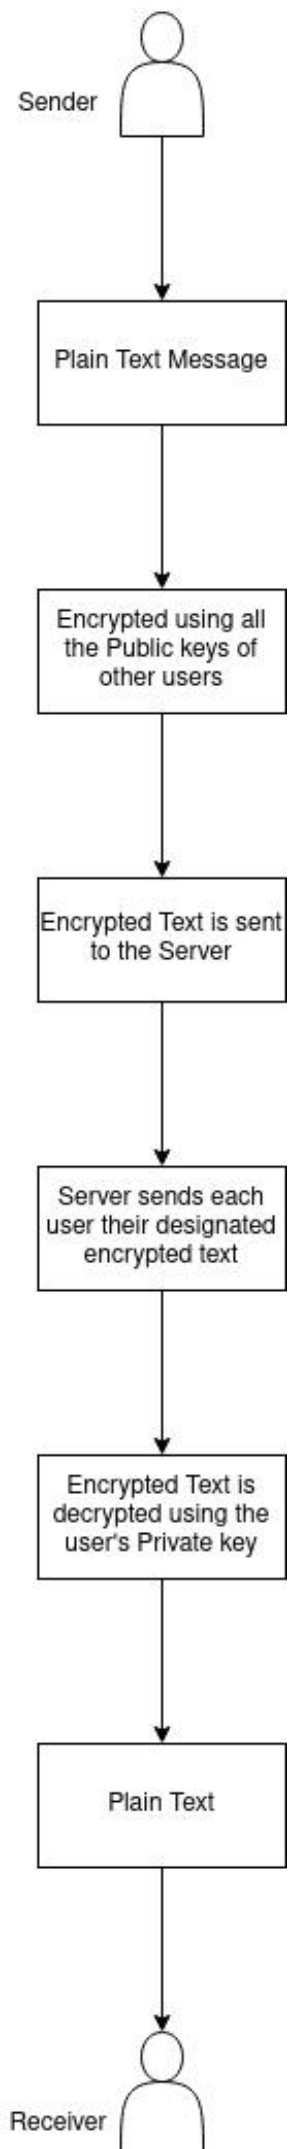 Sender
Plain Text Message
Encrypted using all
the Public keys of
other users
Encrypted Text is sent
to the Server
Server sends each
user their designated
encrypted text
Encrypted Text is
decrypted using the
user's Private key
Plain Text
Receiver